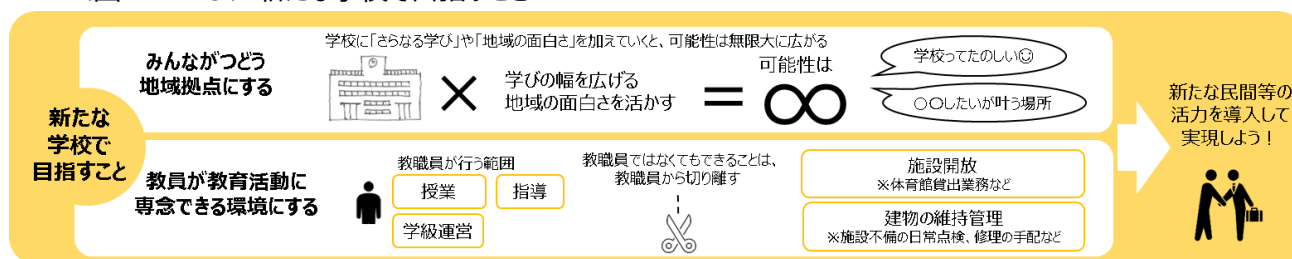 新たな
学校で
目指すこと
みんながつどう
地域拠点にする
学校に「さらなる学び」や「地域の面白さ」を加えていくと、可能性は無限大に広がる
×
学びの幅を広げる
地域の面白さを活かす
=
可能性は
∞
学校ってたのしい☺
○○したいが叶う場所
教員が教育活動に
専念できる環境にする
教職員が行う範囲
授業
指導
学級運営
教職員ではなくてもできることは、
教職員から切り離す
施設開放
※体育館貸出業務など
建物の維持管理
※施設不備の日常点検、修理の手配など
新たな民間等の
活力を導入して
実現しよう!